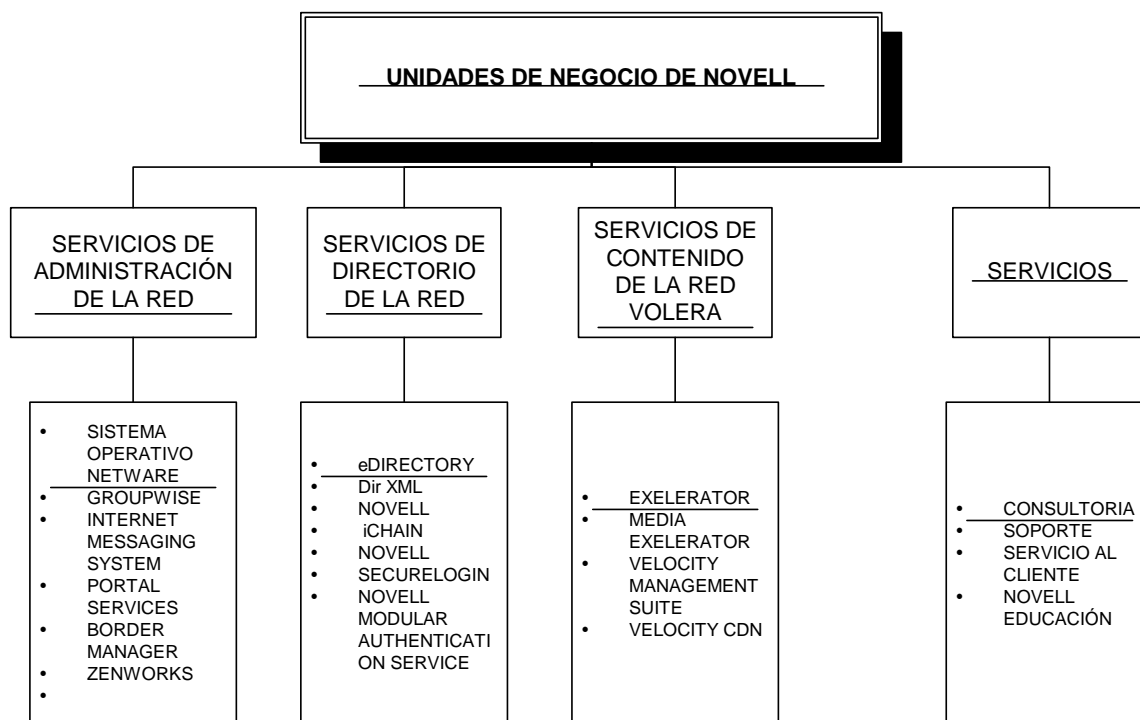 UNIDADES DE NEGOCIO DE NOVELL
SERVICIOS DE
ADMINISTRACIÓN
DE LA RED
SERVICIOS DE
DIRECTORIO
DE LA RED
SERVICIOS DE
CONTENIDO
DE LA RED
VOLERA
SERVICIOS
• SISTEMA
OPERATIVO
NETWARE
• GROUPWISE
• INTERNET
MESSAGING
SYSTEM
• PORTAL
SERVICES
• BORDER
MANAGER
• ZENWORKS
•
• eDIRECTORY
• Dir XML
• NOVELL
• iCHAIN
• NOVELL
SECURELOGIN
• NOVELL
MODULAR
AUTHENTICATI
ON SERVICE
• EXELERATOR
• MEDIA
EXELERATOR
• VELOCITY
MANAGEMENT
SUITE
• VELOCITY CDN
• CONSULTORIA
• SOPORTE
• SERVICIO AL
CLIENTE
• NOVELL
EDUCACIÓN